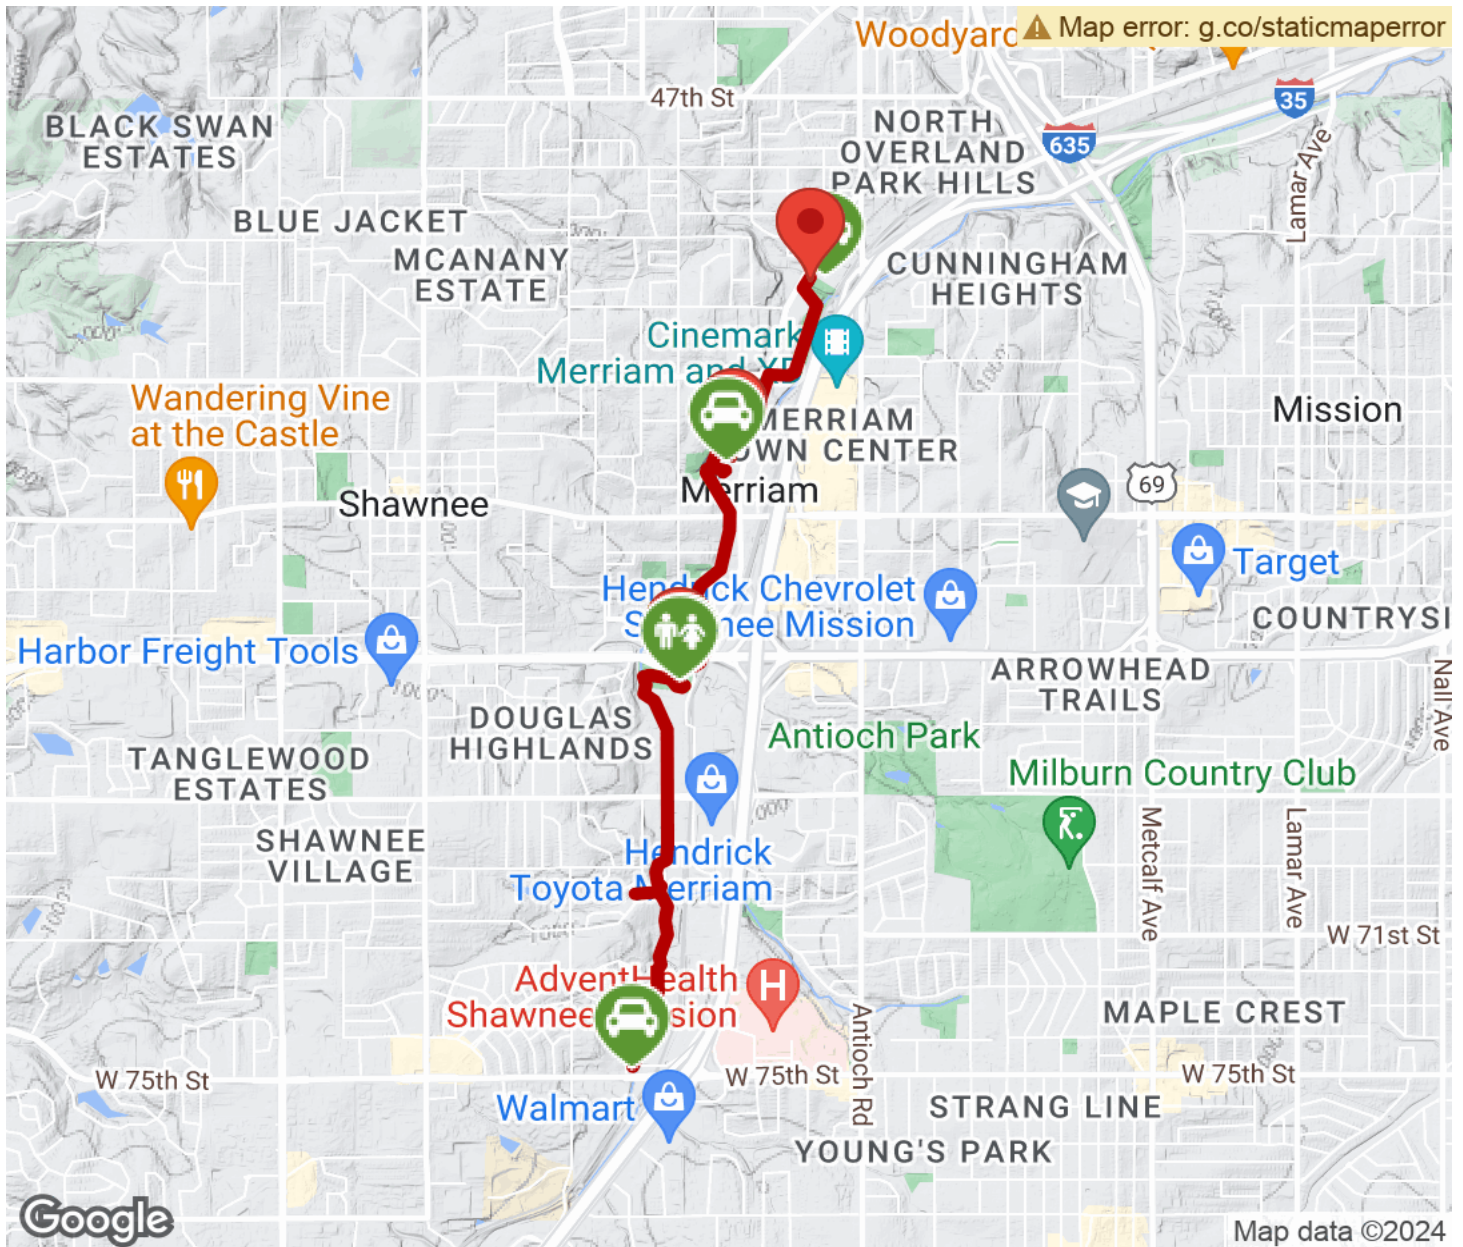 Woodyard
Map error: g.co/staticmaperror
47th St
35
BLACK SWAN
ESTATES
NORTH
OVERLAND
PARK HILLS
635
Lamar Ave
BLUE JACKET
MCANANY
ESTATE
CUNNINGHAM
HEIGHTS
Cinemark
Merriam and XD
Wandering Vine
at the Castle
MERRIAM
TOWN CENTER
Mission
69
Shawnee
Merriam
Target
Hendrick Chevrolet
Shawnee Mission
COUNTRYSI
Harbor Freight Tools
ARROWHEAD
TRAILS
Nall Ave
DOUGLAS
HIGHLANDS
Antioch Park
TANGLEWOOD
ESTATES
Milburn Country Club
SHAWNEE
VILLAGE
Metcalf Ave
Lamar Ave
Hendrick
Toyota Merriam
W 71st St
AdventHealth
Shawnee Mission
H
Antioch Rd
MAPLE CREST
W 75th St
W 75th St
W 75th St
Walmart
STRANG LINE
YOUNG'S PARK
Google
Map data ©2024